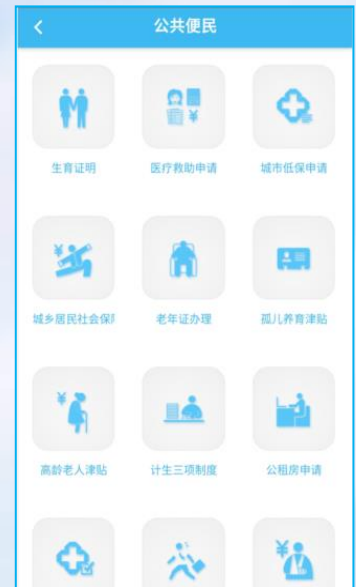 公共便民
生育证明 医疗救助申请 城市低保申请
城乡居民社会保
老年证办理 孤儿养育津贴
高龄老人津贴 计生三项制度 公租房申请